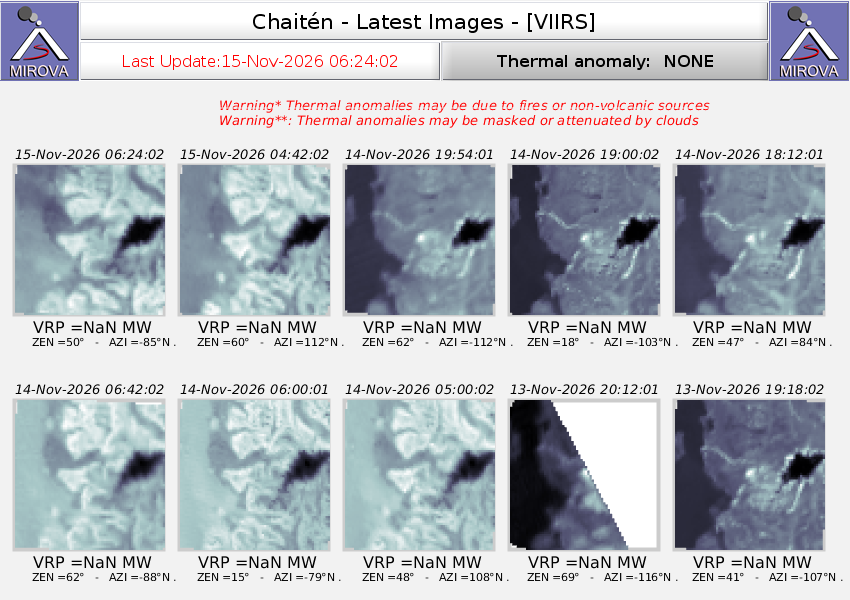 Chaitén - Latest Images - [VIIRS]
MIROVA
MIROVA
Last Update:15-Nov-2026 06:24:02
Thermal anomaly: NONE
Warning* Thermal anomalies may be due to fires or non-volcanic sources
Warning**: Thermal anomalies may be masked or attenuated by clouds
15-Nov-2026 06:24:02
15-Nov-2026 04:42:02
14-Nov-2026 19:54:01
14-Nov-2026 19:00:02
14-Nov-2026 18:12:01
VRP =NaN MW
VRP =NaN MW
VRP =NaN MW
VRP =NaN MW
VRP =NaN MW
ZEN =50° - AZI =-85°N .
ZEN =60° - AZI =112°N .
ZEN =62° - AZI =-112°N .
ZEN =18° - AZI =-103°N .
ZEN =47° - AZI =84°N .
14-Nov-2026 06:42:02
14-Nov-2026 06:00:01
14-Nov-2026 05:00:02
13-Nov-2026 20:12:01
13-Nov-2026 19:18:02
VRP =NaN MW
VRP =NaN MW
VRP =NaN MW
VRP =NaN MW
VRP =NaN MW
ZEN =62° - AZI =-88°N .
ZEN =15° - AZI =-79°N .
ZEN =48° - AZI =108°N .
ZEN =69° - AZI =-116°N .
ZEN =41° - AZI =-107°N .